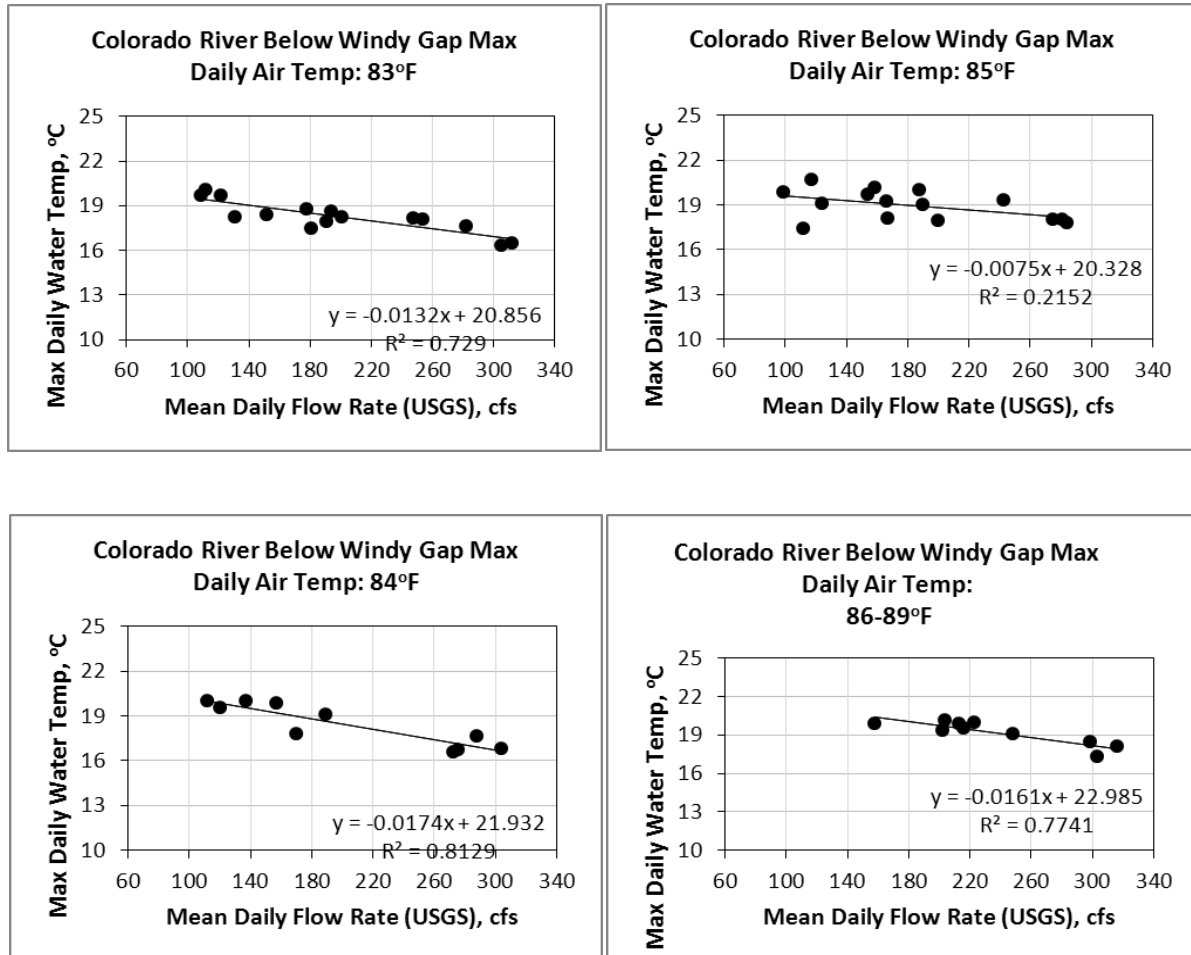 Colorado River Below Windy Gap Max
Daily Air Temp: 83°F
Max Daily Water Temp, °C
25
22
19
16
13
10
y = -0.0132x + 20.856
R² = 0.729
60 100 140 180 220 260 300 340
Mean Daily Flow Rate (USGS), cfs
Colorado River Below Windy Gap Max
Daily Air Temp: 85°F
Max Daily Water Temp, °C
25
22
19
16
13
10
y = -0.0075x + 20.328
R² = 0.2152
60 100 140 180 220 260 300 340
Mean Daily Flow Rate (USGS), cfs
Colorado River Below Windy Gap Max
Daily Air Temp: 84°F
Max Daily Water Temp, °C
25
22
19
16
13
10
y = -0.0174x + 21.932
R² = 0.8129
60 100 140 180 220 260 300 340
Mean Daily Flow Rate (USGS), cfs
Colorado River Below Windy Gap Max
Daily Air Temp:
86-89°F
Max Daily Water Temp, °C
25
22
19
16
13
10
y = -0.0161x + 22.985
R² = 0.7741
60 100 140 180 220 260 300 340
Mean Daily Flow Rate (USGS), cfs